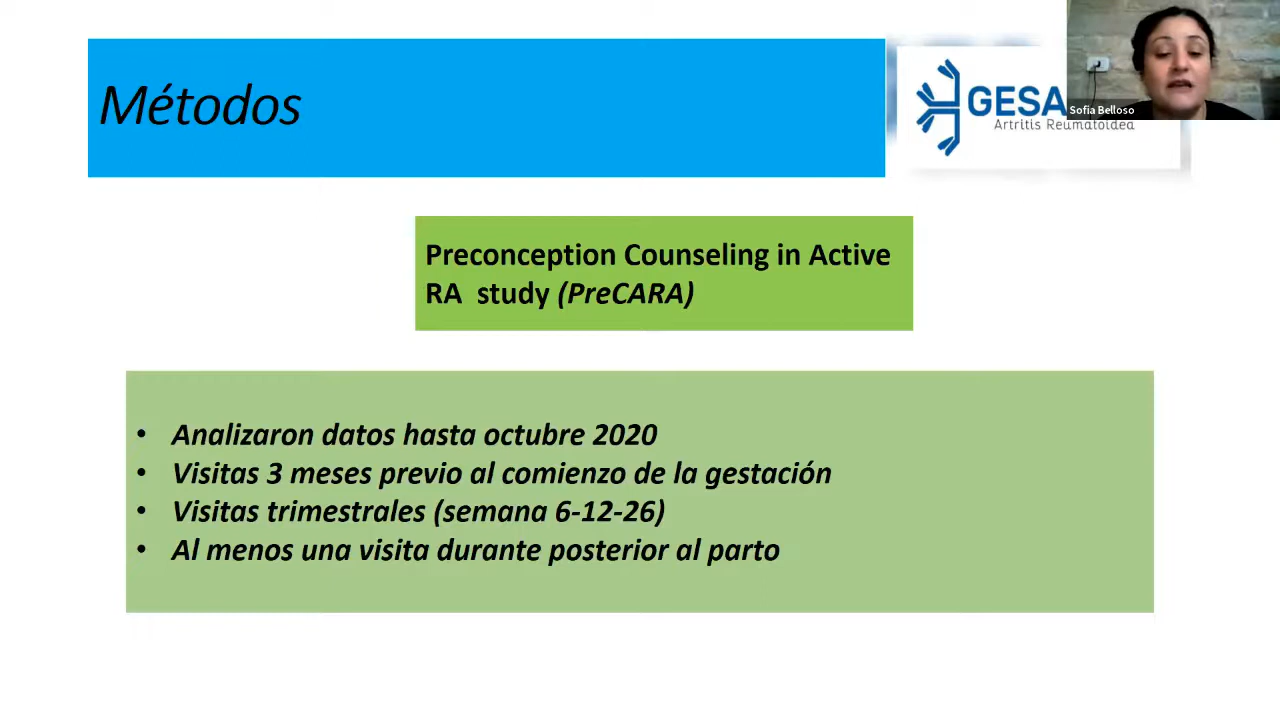 Métodos
GESA
Artritis Reumatoidea
Sofía Belloso
Preconception Counseling in Active
RA study (PreCARA)
• Analizaron datos hasta octubre 2020
• Visitas 3 meses previo al comienzo de la gestación
• Visitas trimestrales (semana 6-12-26)
• Al menos una visita durante posterior al parto